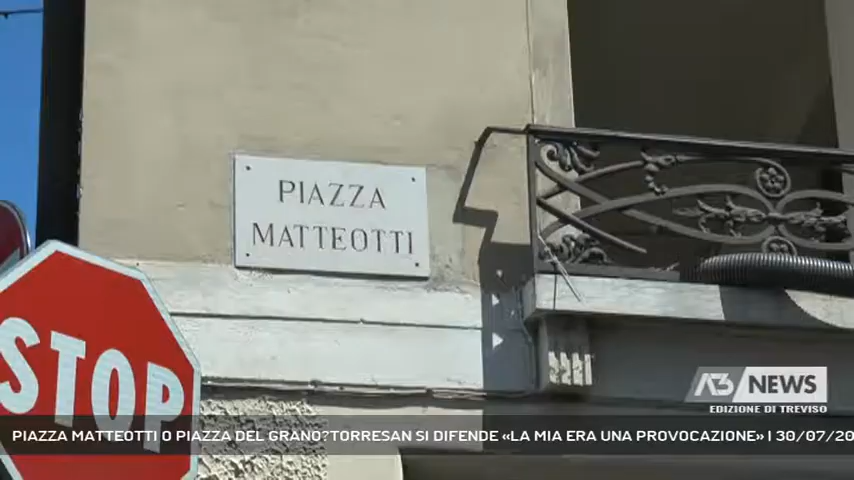 PIAZZA
MATTEOTTI
STOP
A3 NEWS
EDIZIONE DI TREVISO
PIAZZA MATTEOTTI O PIAZZA DEL GRANO?TORRESAN SI DIFENDE «LA MIA ERA UNA PROVOCAZIONE» | 30/07/20